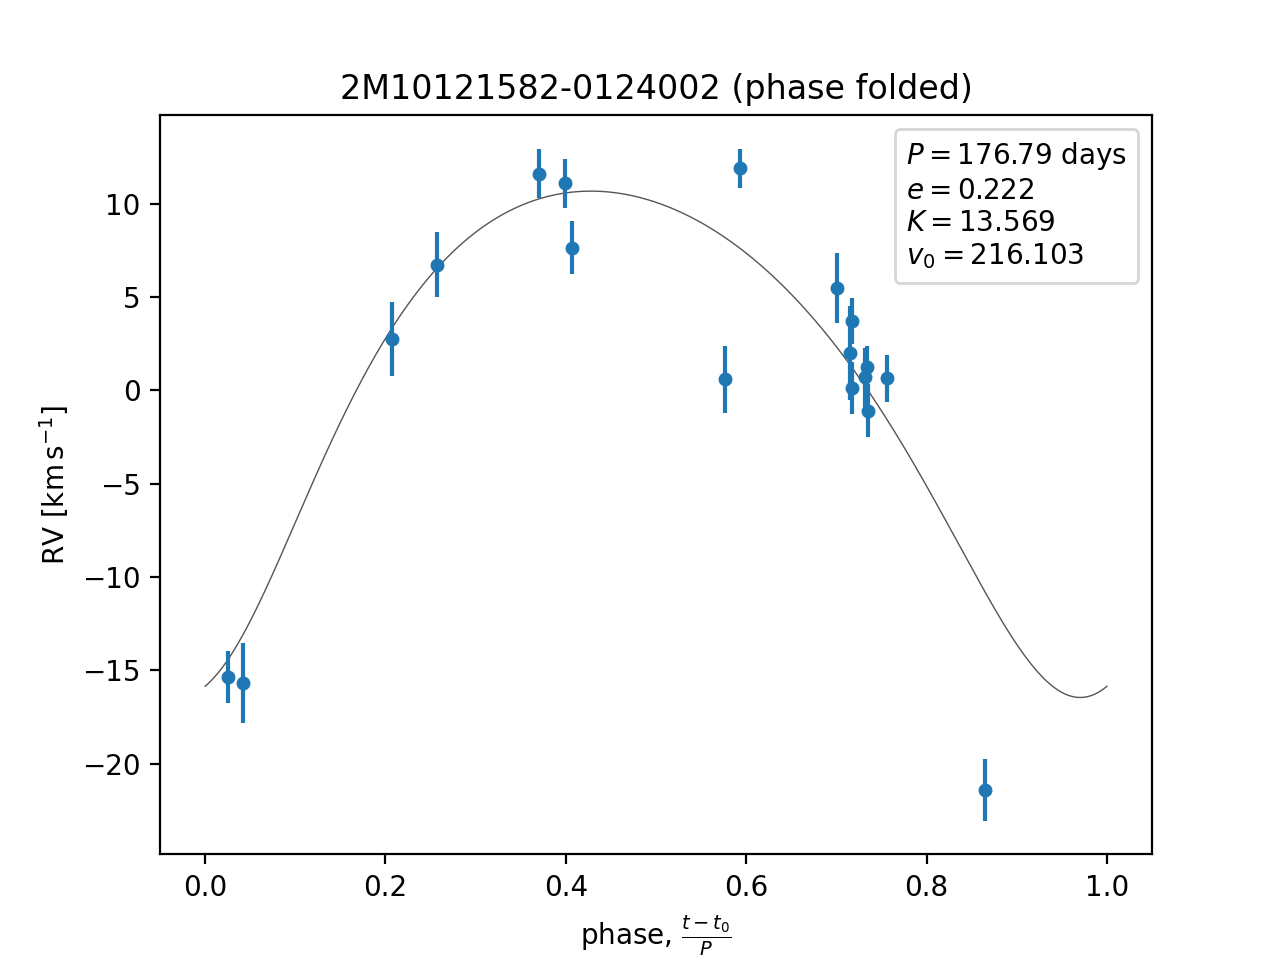 2M10121582-0124002 (phase folded)
P = 176.79 days
e = 0.222
K = 13.569
v₀ = 216.103
RV [km s⁻¹]
10
5
0
−5
−10
−15
−20
0.0 0.2 0.4 0.6 0.8 1.0
phase, (t − t₀)/P